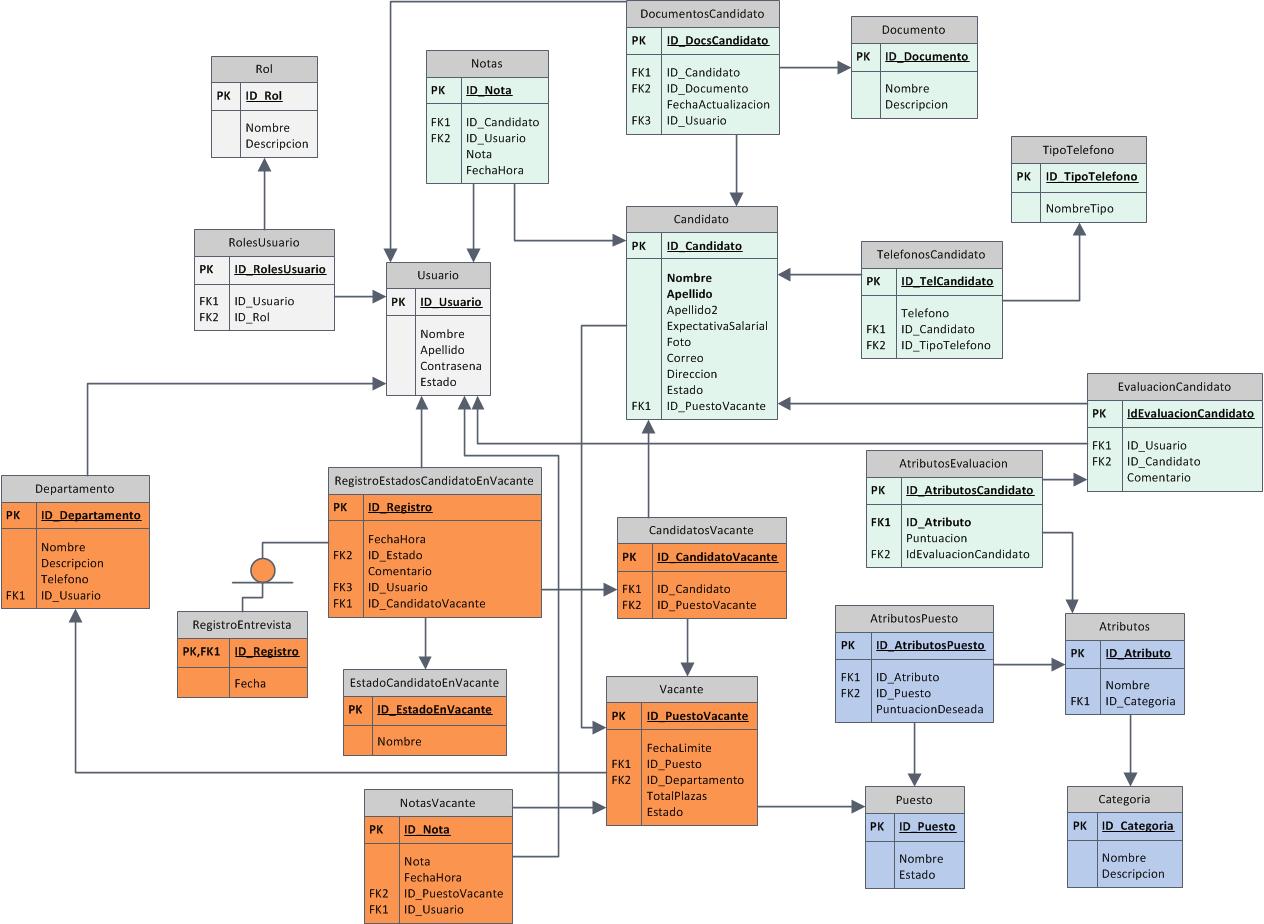 DocumentosCandidato
PK ID_DocsCandidato
FK1 ID_Candidato
FK2 ID_Documento
FechaActualizacion
FK3 ID_Usuario
Documento
PK ID_Documento
Nombre
Descripcion
Notas
PK ID_Nota
FK1 ID_Candidato
FK2 ID_Usuario
Nota
FechaHora
Rol
PK ID_Rol
Nombre
Descripcion
TipoTelefono
PK ID_TipoTelefono
NombreTipo
Candidato
PK ID_Candidato
Nombre
Apellido
Apellido2
ExpectativaSalarial
Foto
Correo
Direccion
Estado
FK1 ID_PuestoVacante
RolesUsuario
PK ID_RolesUsuario
FK1 ID_Usuario
FK2 ID_Rol
TelefonosCandidato
PK ID_TelCandidato
Telefono
FK1 ID_Candidato
FK2 ID_TipoTelefono
Usuario
PK ID_Usuario
Nombre
Apellido
Contrasena
Estado
EvaluacionCandidato
PK IdEvaluacionCandidato
FK1 ID_Usuario
FK2 ID_Candidato
Comentario
AtributosEvaluacion
PK ID_AtributosCandidato
FK1 ID_Atributo
Puntuacion
FK2 IdEvaluacionCandidato
Departamento
PK ID_Departamento
Nombre
Descripcion
Telefono
FK1 ID_Usuario
RegistroEstadosCandidatoEnVacante
PK ID_Registro
FechaHora
FK2 ID_Estado
Comentario
FK3 ID_Usuario
FK1 ID_CandidatoVacante
CandidatosVacante
PK ID_CandidatoVacante
FK1 ID_Candidato
FK2 ID_PuestoVacante
RegistroEntrevista
PK,FK1 ID_Registro
Fecha
AtributosPuesto
PK ID_AtributosPuesto
FK1 ID_Atributo
FK2 ID_Puesto
PuntuacionDeseada
Atributos
PK ID_Atributo
Nombre
FK1 ID_Categoria
EstadoCandidatoEnVacante
PK ID_EstadoEnVacante
Nombre
Vacante
PK ID_PuestoVacante
FechaLimite
FK1 ID_Puesto
FK2 ID_Departamento
TotalPlazas
Estado
NotasVacante
PK ID_Nota
Nota
FechaHora
FK2 ID_PuestoVacante
FK1 ID_Usuario
Puesto
PK ID_Puesto
Nombre
Estado
Categoria
PK ID_Categoria
Nombre
Descripcion